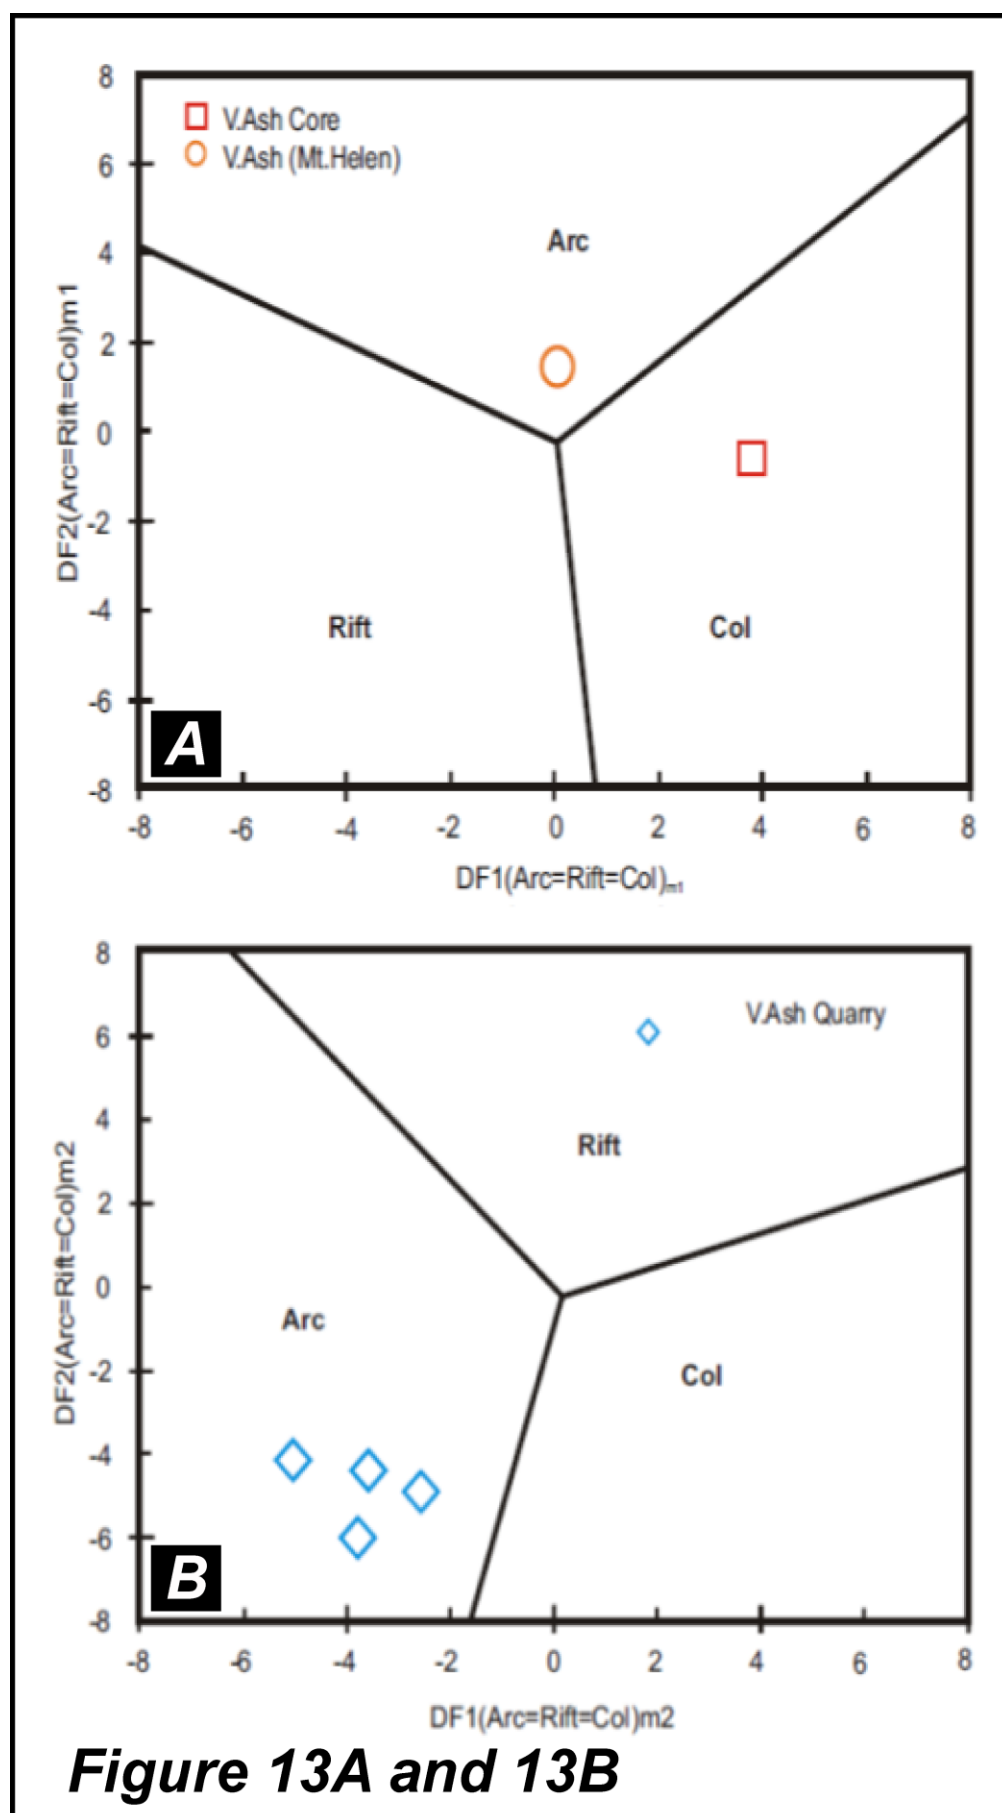 8
V.Ash Core
V.Ash (Mt.Helen)
6
Arc
4
2
0
-2
-4
-6
-8
DF2(Arc=Rift=Col)m1
Rift
Col
A
-8 -6 -4 -2 0 2 4 6 8
DF1(Arc=Rift=Col)m1
8
V.Ash Quarry
6
4
Rift
2
0
Arc
-2
Col
-4
-6
-8
DF2(Arc=Rift=Col)m2
B
-8 -6 -4 -2 0 2 4 6 8
DF1(Arc=Rift=Col)m2
Figure 13A and 13B